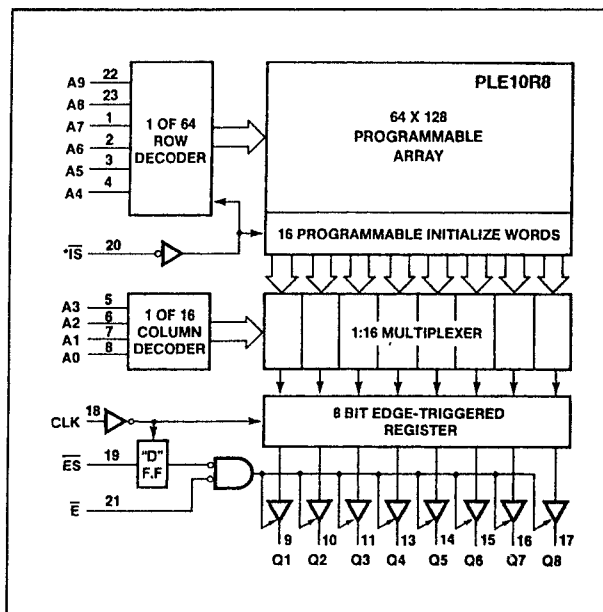 PLE10R8
A9 22
A8 23
A7 1
A6 2
A5 3
A4 4
1 OF 64
ROW
DECODER
64 X 128
PROGRAMMABLE
ARRAY
*IS 20
16 PROGRAMMABLE INITIALIZE WORDS
A3 5
A2 6
A1 7
A0 8
1 OF 16
COLUMN
DECODER
1:16 MULTIPLEXER
CLK 18
8 BIT EDGE-TRIGGERED
REGISTER
ES 19
"D"
F.F
E 21
9 10 11 13 14 15 16 17
Q1 Q2 Q3 Q4 Q5 Q6 Q7 Q8